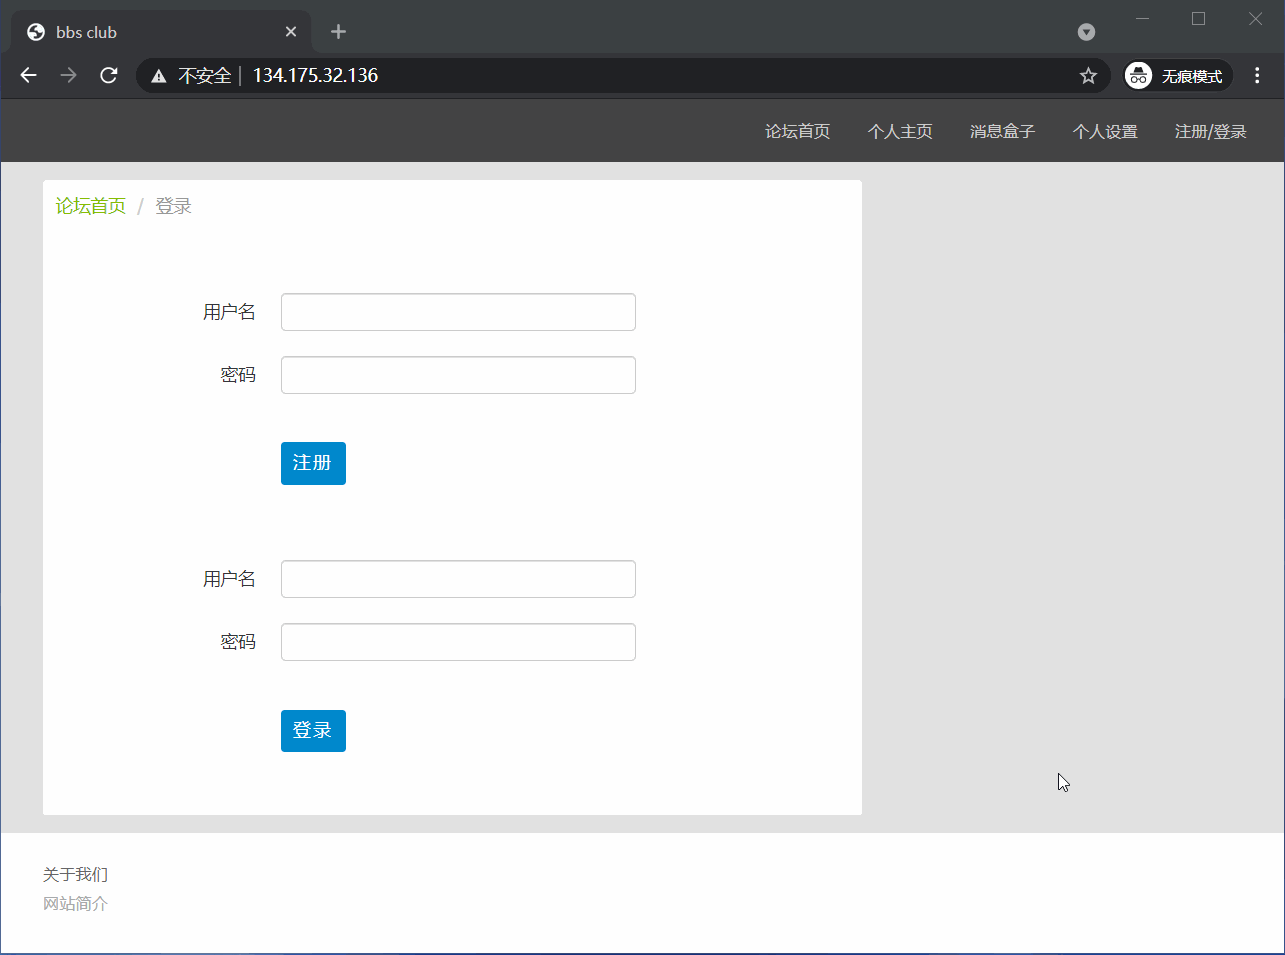 bbs club
不安全 134.175.32.136
无痕模式
论坛首页 个人主页 消息盒子 个人设置 注册/登录
论坛首页 / 登录
用户名
密码
注册
用户名
密码
登录
关于我们
网站简介